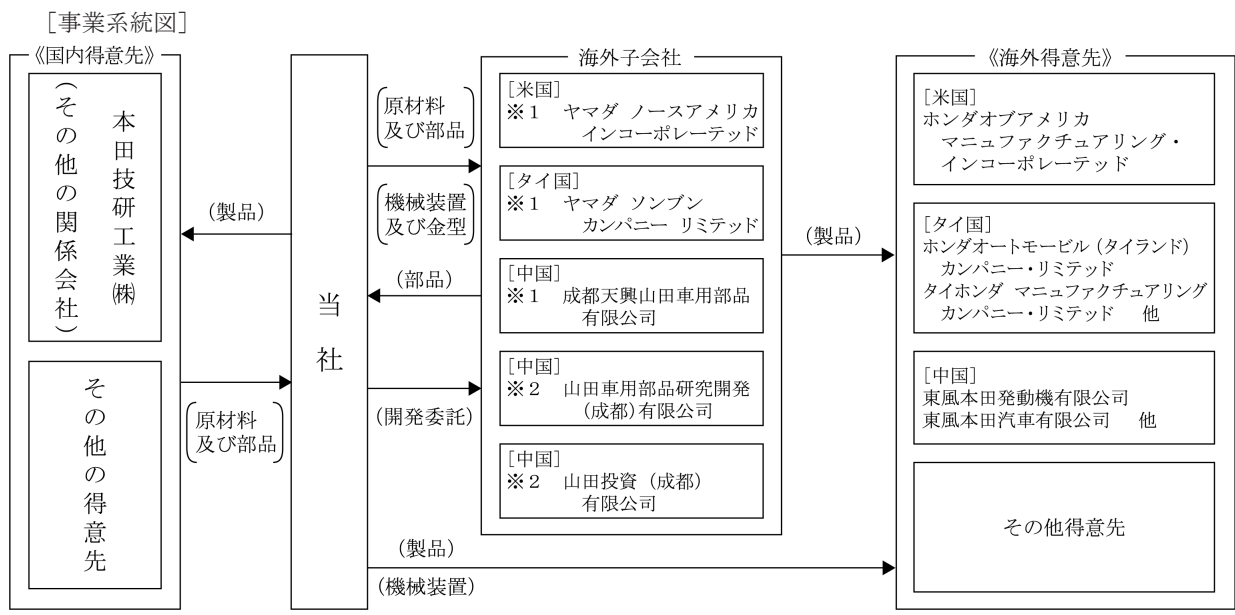 ［事業系統図］
《国内得意先》
本田技研工業㈱
（その他の関係会社）
その他の得意先
（製品）
原材料
及び部品
当社
原材料
及び部品
機械装置
及び金型
（部品）
（開発委託）
（製品）
（機械装置）
海外子会社
［米国］
※１　ヤマダ ノースアメリカ
インコーポレーテッド
［タイ国］
※１　ヤマダ ソンブン
カンパニー リミテッド
［中国］
※１　成都天興山田車用部品
有限公司
［中国］
※２　山田車用部品研究開発
（成都）有限公司
［中国］
※２　山田投資（成都）
有限公司
（製品）
《海外得意先》
［米国］
ホンダオブアメリカ
マニュファクチュアリング・
インコーポレーテッド
［タイ国］
ホンダオートモービル（タイランド）
カンパニー・リミテッド
タイホンダ マニュファクチュアリング
カンパニー・リミテッド　他
［中国］
東風本田発動機有限公司
東風本田汽車有限公司　他
その他得意先